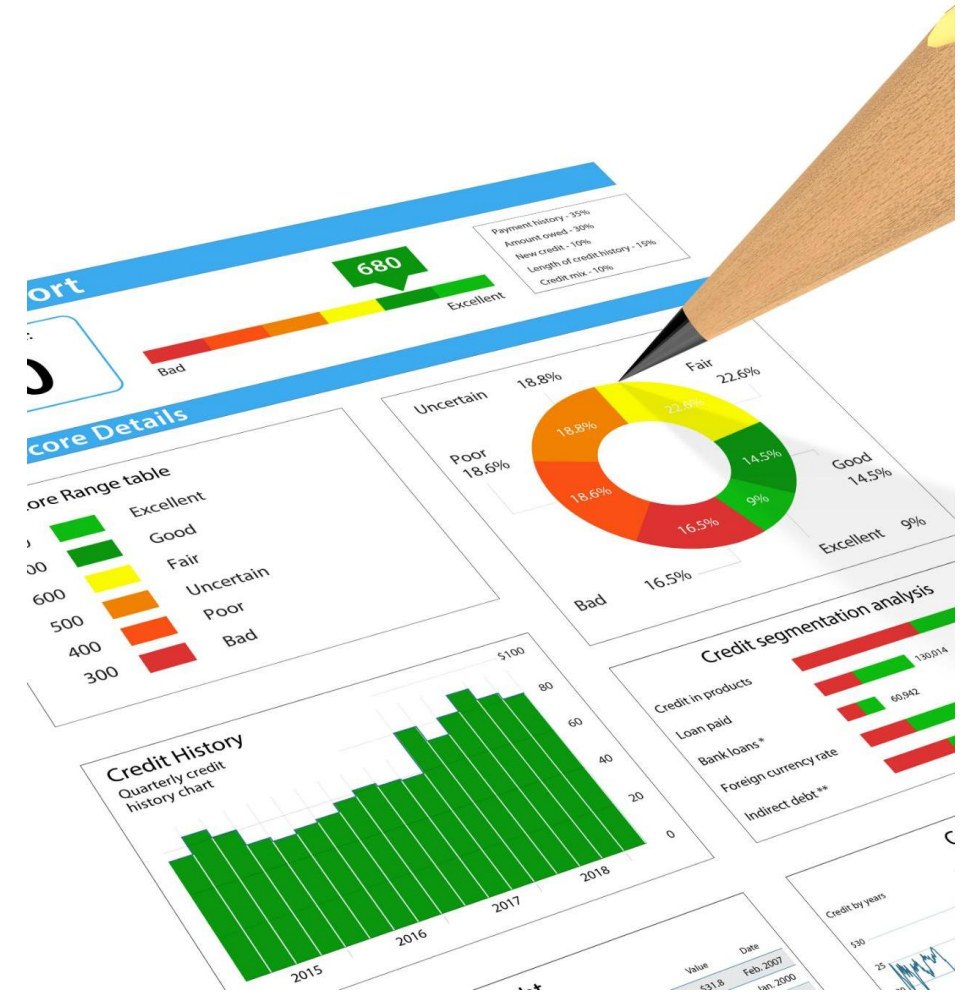 ort
680
Bad
Excellent
Payment history - 35%
Amount owed - 30%
New credit - 10%
Length of credit history - 15%
Credit mix - 10%
core Details
ore Range table
Excellent
Good
Fair
600 Uncertain
500 Poor
400 Bad
300
Uncertain 18.8%
Fair
22.6%
Poor
18.6%
Good
14.5%
Excellent 9%
Bad 16.5%
18.8%
22.6%
14.5%
18.6%
9%
16.5%
Credit History
Quarterly credit
history chart
$100
80
60
40
20
0
2015
2016
2017
2018
Credit segmentation analysis
Credit in products
Loan paid
130,014
Bank loans *
60,942
Foreign currency rate
Indirect debt **
Value Date
$31.8 Feb. 2007
Jan. 2000
Credit by years
$30
25